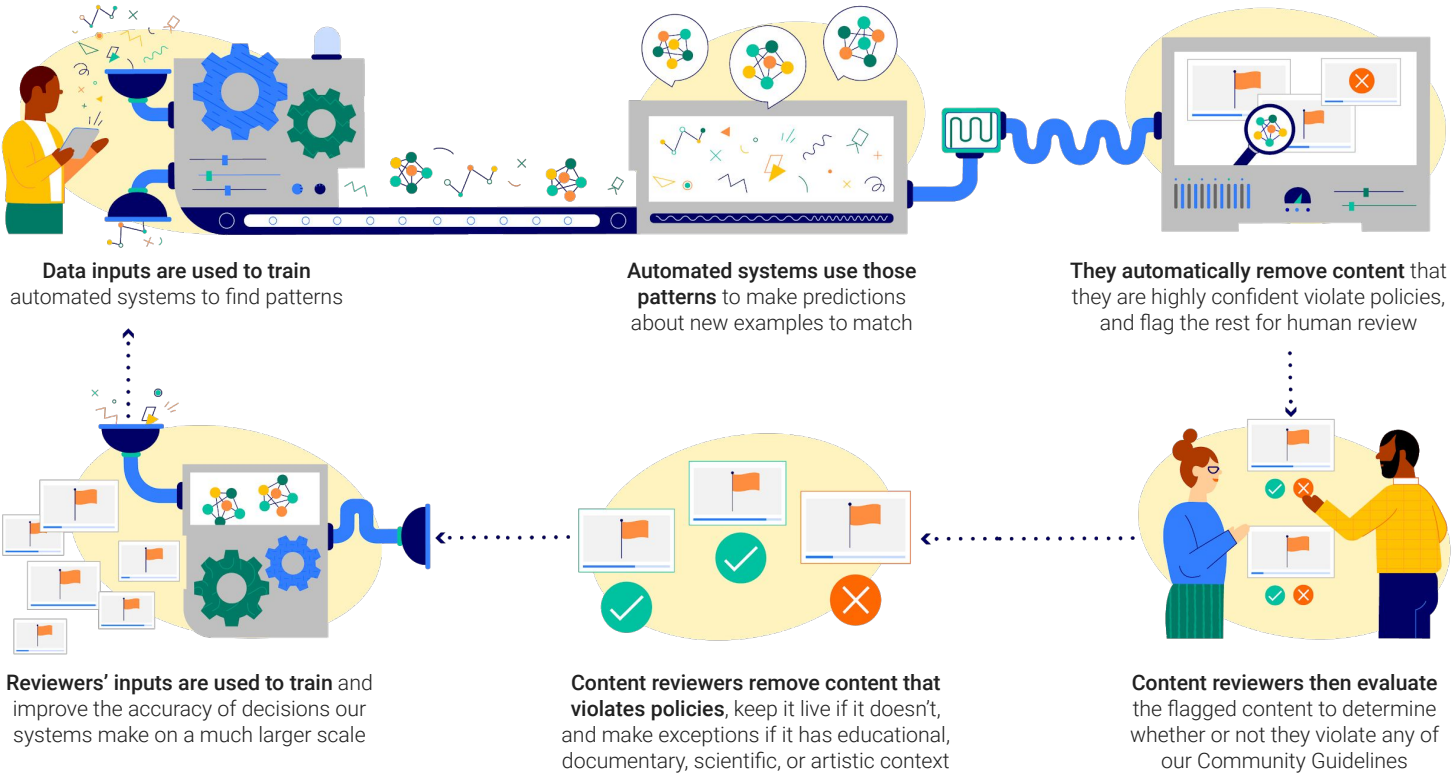 Data inputs are used to train
automated systems to find patterns
Automated systems use those
patterns to make predictions
about new examples to match
They automatically remove content that
they are highly confident violate policies,
and flag the rest for human review
Content reviewers then evaluate
the flagged content to determine
whether or not they violate any of
our Community Guidelines
Content reviewers remove content that
violates policies, keep it live if it doesn’t,
and make exceptions if it has educational,
documentary, scientific, or artistic context
Reviewers’ inputs are used to train and
improve the accuracy of decisions our
systems make on a much larger scale